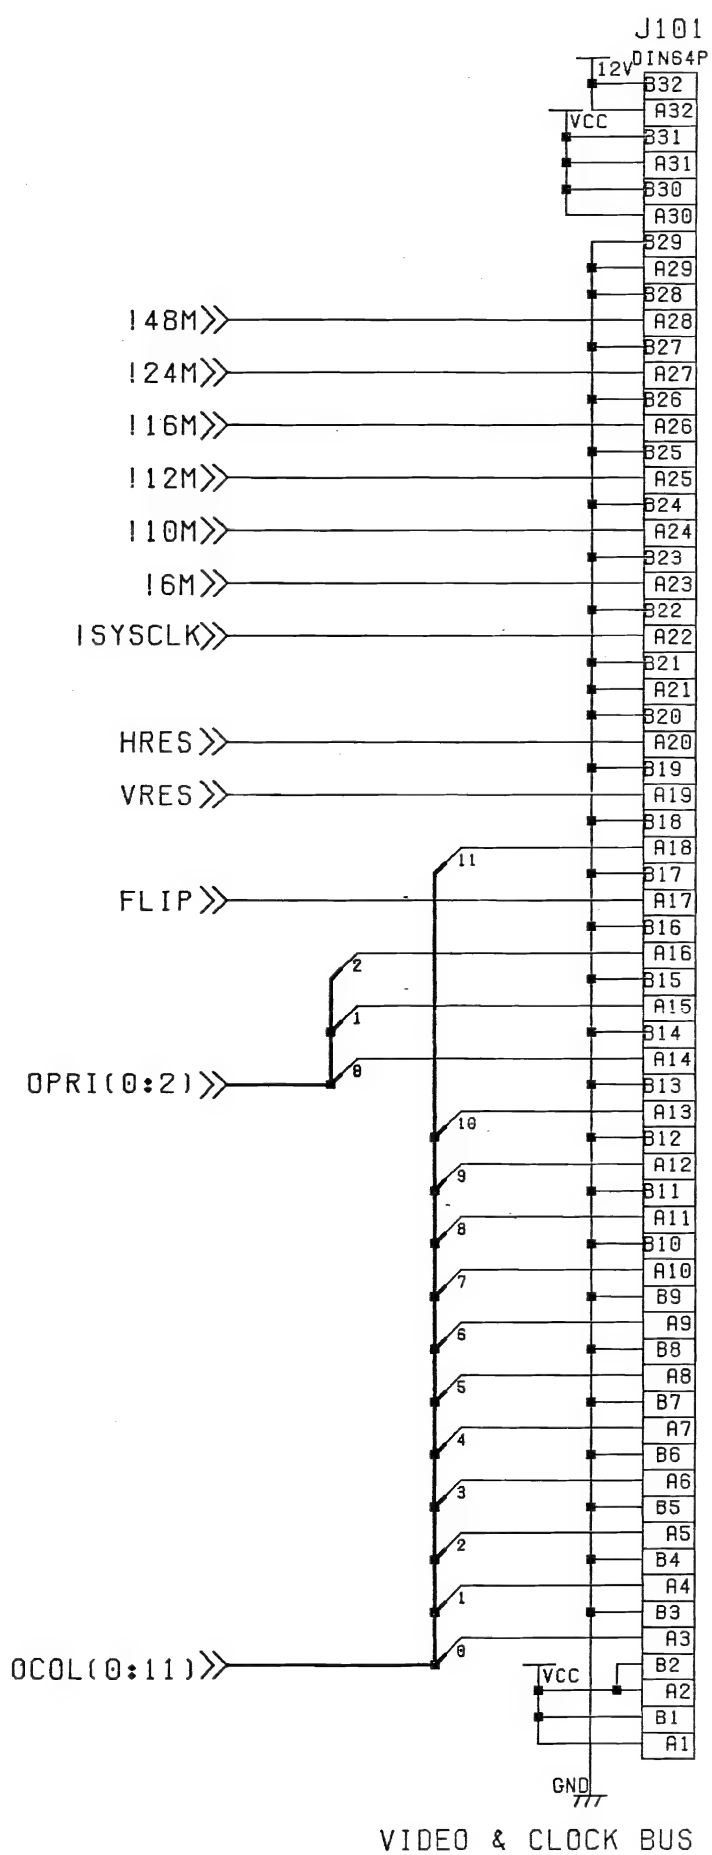 J101
DIN64P
12V
B32
A32
VCC
B31
A31
B30
A30
B29
A29
B28
!48M A28
B27
!24M A27
B26
!16M A26
B25
!12M A25
B24
!10M A24
B23
!6M A23
B22
!SYSCLK A22
B21
A21
B20
HRES A20
B19
VRES A19
B18
11 A18
B17
FLIP A17
B16
2 A16
B15
1 A15
B14
0 A14
OPRI(0:2) B13
10 A13
B12
9 A12
B11
8 A11
B10
7 A10
B9
6 A9
B8
5 A8
B7
4 A7
B6
3 A6
B5
2 A5
B4
1 A4
B3
0 A3
OCOL(0:11) B2
VCC A2
B1
A1
GND
VIDEO & CLOCK BUS